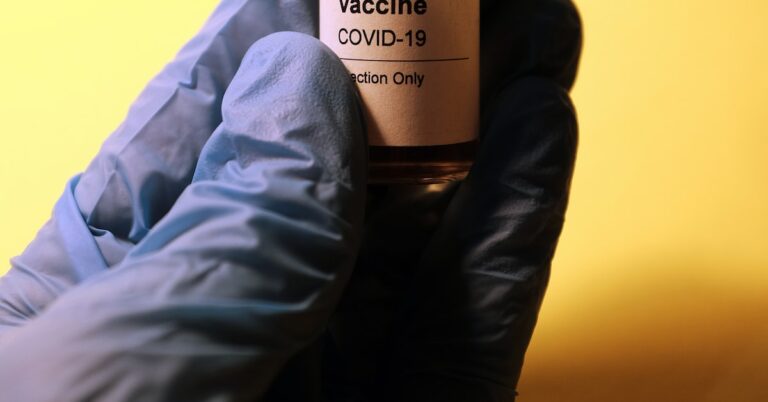 Vaccine
COVID-19
ection Only